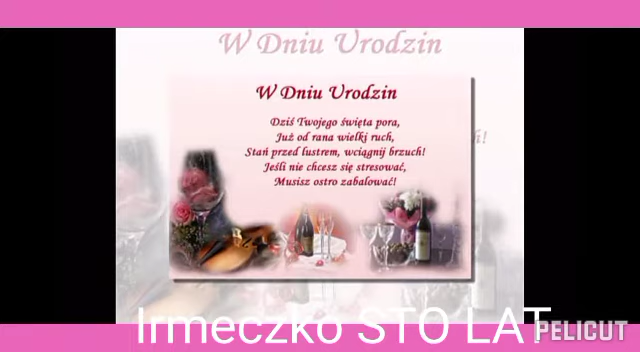 W Dniu Urodzin
W Dniu Urodzin
Dziś Twojego święta pora,
Już od rana wielki ruch,
Stań przed lustrem, wciągnij brzuch!
Jeśli nie chcesz się stresować,
Musisz ostro zabalować!
Irmeczko STO LAT
PELICUT